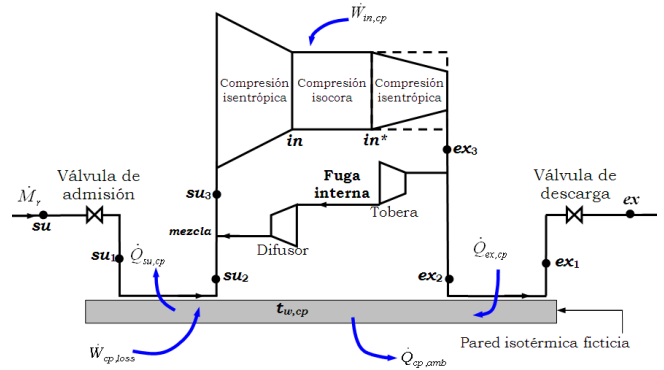 Ẇin,cp
Compresión
isentrópica
Compresión
isocora
Compresión
isentrópica
in
in*
ex3
Válvula de
admisión
Ṁr
su
su3
Fuga
interna
Tobera
Válvula de
descarga
ex
mezcla
Difusor
su1
Q̇su,cp
su2
ex2
Q̇ex,cp
ex1
tw,cp
Pared isotérmica ficticia
Ẇcp,loss
Q̇cp,amb